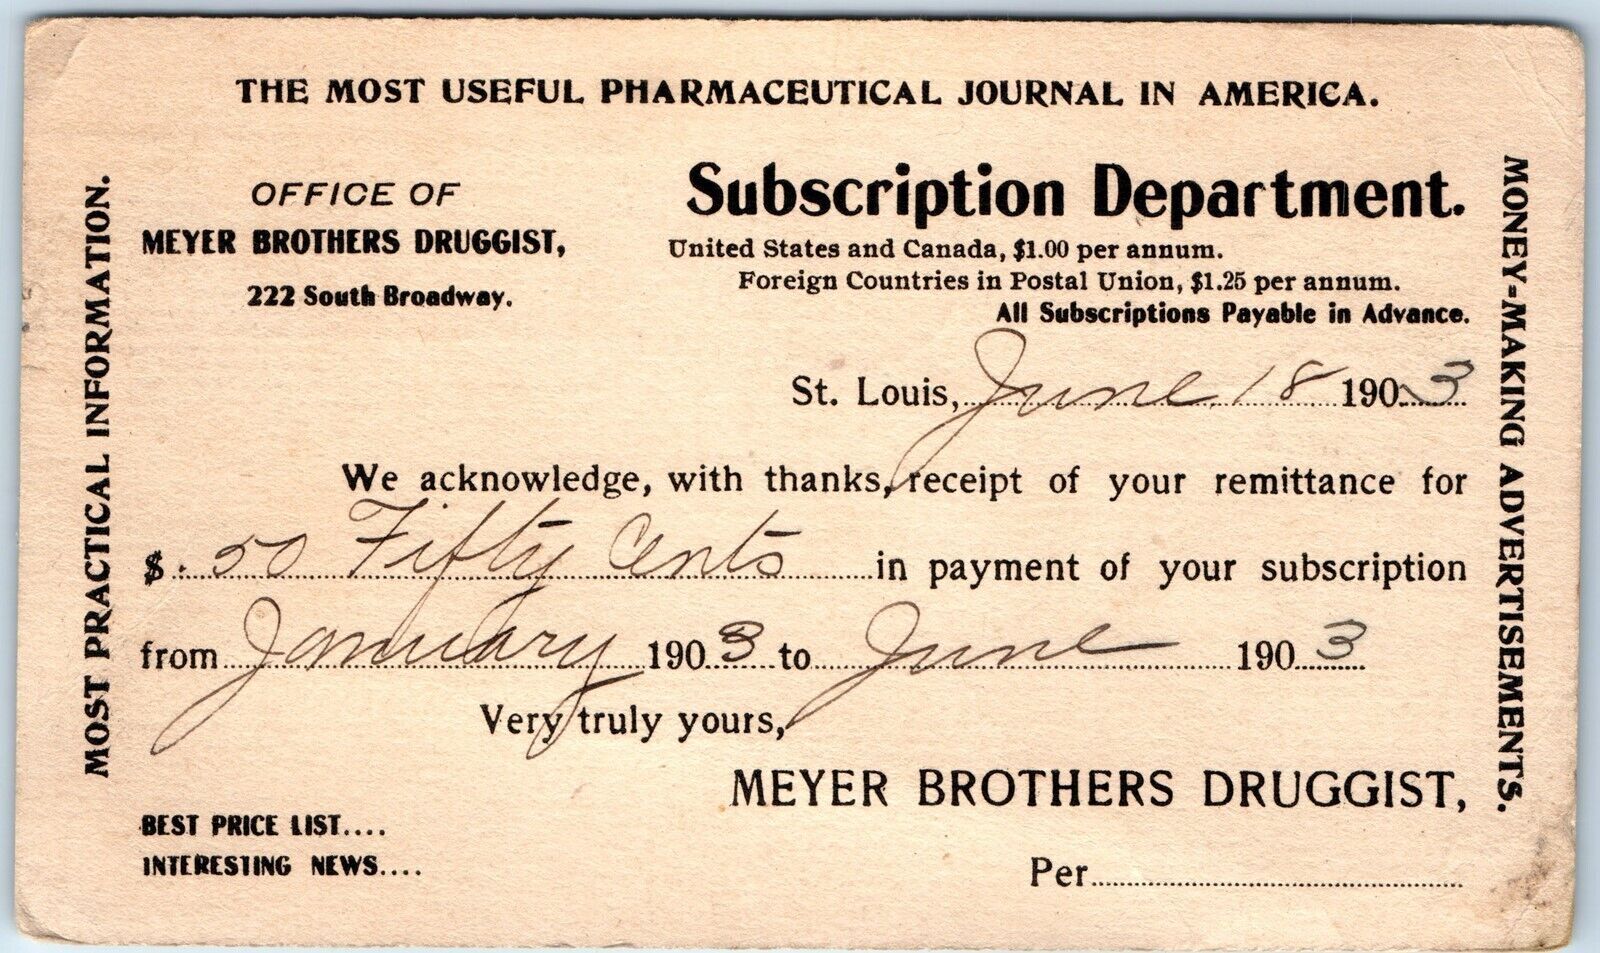 THE MOST USEFUL PHARMACEUTICAL JOURNAL IN AMERICA.
MOST PRACTICAL INFORMATION.
OFFICE OF
MEYER BROTHERS DRUGGIST,
222 South Broadway.
Subscription Department.
United States and Canada, $1.00 per annum.
Foreign Countries in Postal Union, $1.25 per annum.
All Subscriptions Payable in Advance.
St. Louis, June 18 1903
We acknowledge, with thanks, receipt of your remittance for
$ .50 Fifty Cents in payment of your subscription
from January 1903 to June 1903
Very truly yours,
MEYER BROTHERS DRUGGIST,
BEST PRICE LIST....
INTERESTING NEWS....
Per
MONEY-MAKING ADVERTISEMENTS.